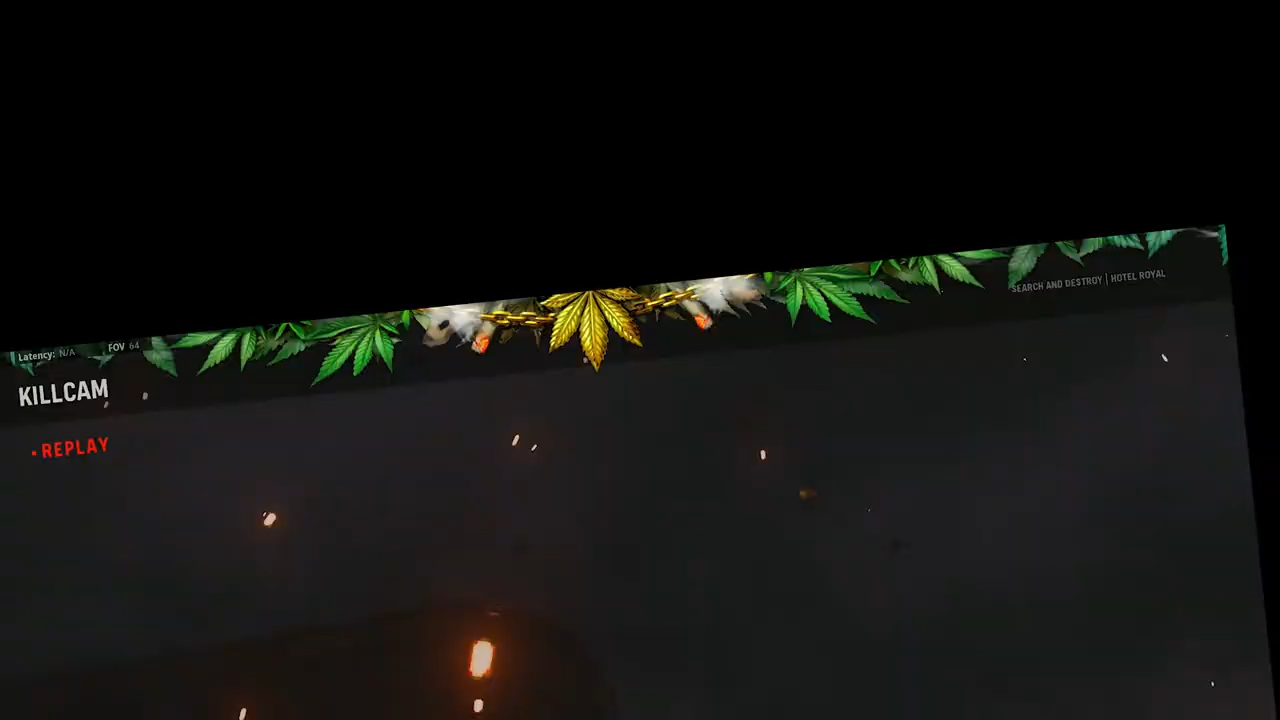 Latency: N/A FOV 64
SEARCH AND DESTROY | HOTEL ROYAL
KILLCAM
REPLAY